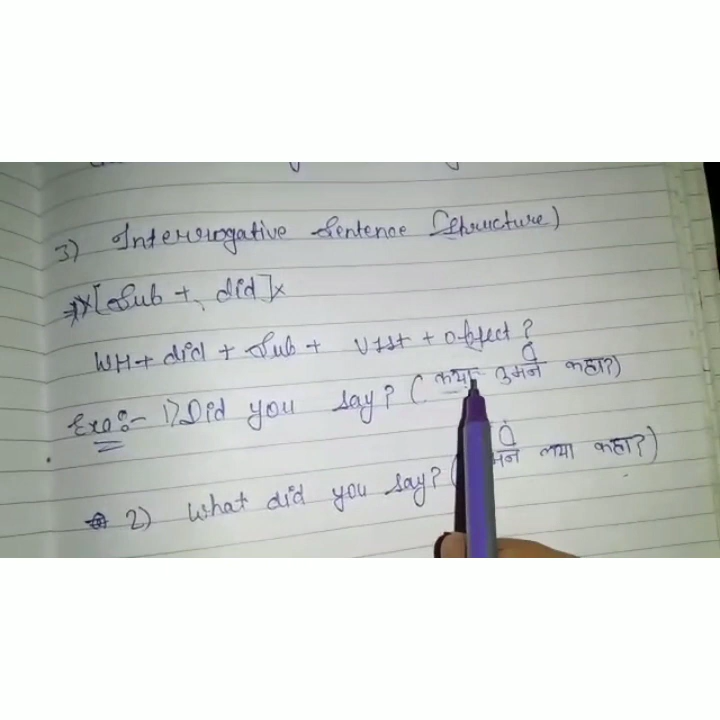 3) Interrogative Sentence (Structure)
[Sub + did]x
WH + did + Sub + V1st + Object?
Exa:- 1) Did you say? (क्या तुमने कहा?)
2) What did you say? ( मने क्या कहा?)